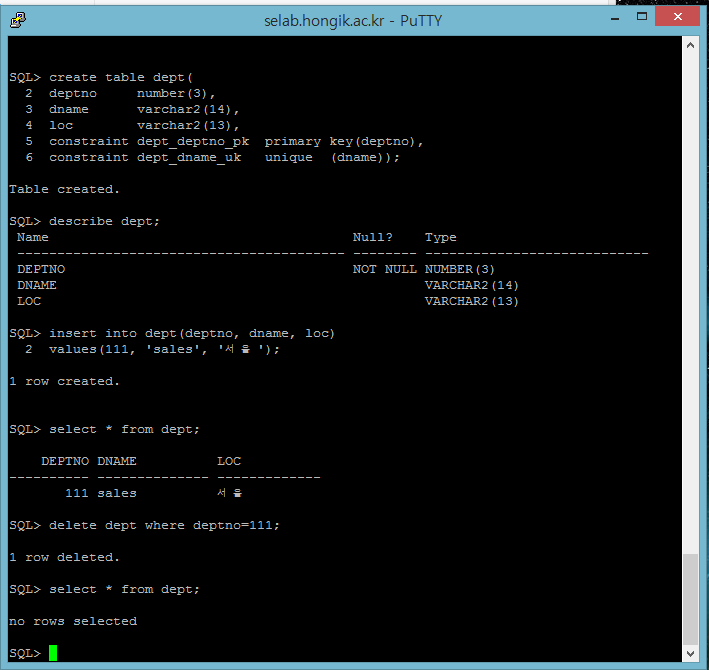 selab.hongik.ac.kr - PuTTY
SQL> create table dept(
  2  deptno     number(3),
  3  dname      varchar2(14),
  4  loc        varchar2(13),
  5  constraint dept_deptno_pk  primary key(deptno),
  6  constraint dept_dname_uk   unique  (dname));
Table created.
SQL> describe dept;
 Name                                      Null?    Type
 ----------------------------------------- -------- ----------------------------
 DEPTNO                                    NOT NULL NUMBER(3)
 DNAME                                              VARCHAR2(14)
 LOC                                                VARCHAR2(13)
SQL> insert into dept(deptno, dname, loc)
  2  values(111, 'sales', '서울');
1 row created.
SQL> select * from dept;
    DEPTNO DNAME          LOC
---------- -------------- -------------
       111 sales          서울
SQL> delete dept where deptno=111;
1 row deleted.
SQL> select * from dept;
no rows selected
SQL>